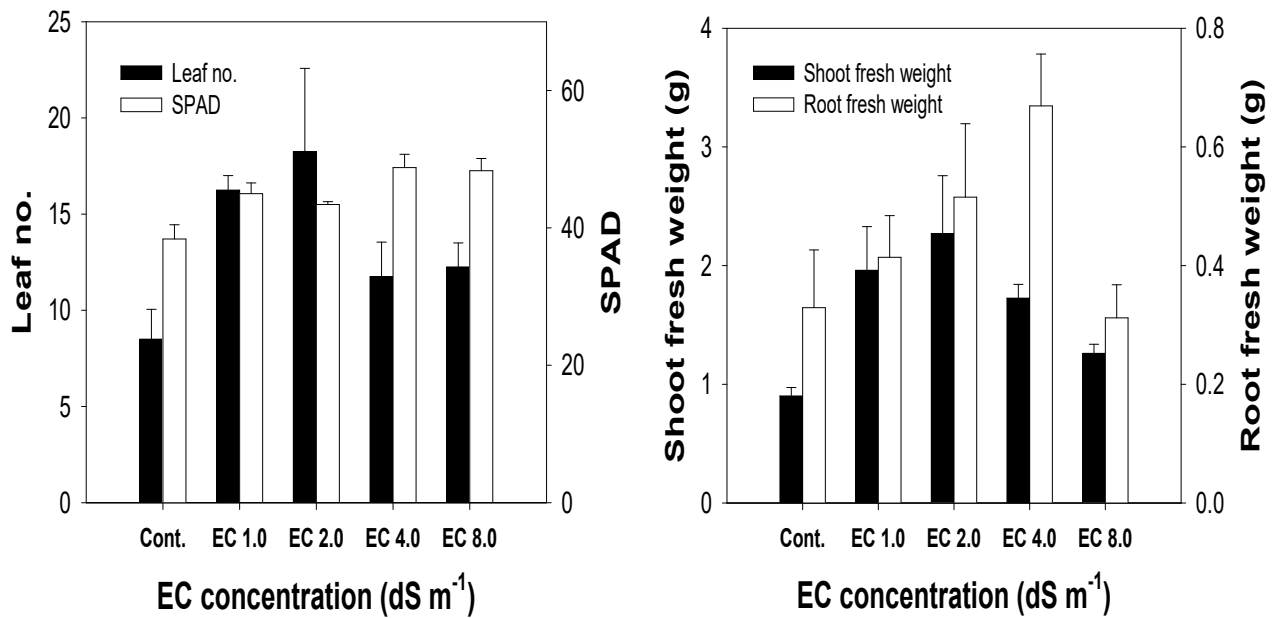 25
20
15
10
5
0
Leaf no.
Leaf no.
SPAD
60
40
20
0
SPAD
Cont. EC 1.0 EC 2.0 EC 4.0 EC 8.0
EC concentration (dS m⁻¹)
4
3
2
1
0
Shoot fresh weight (g)
Shoot fresh weight
Root fresh weight
0.8
0.6
0.4
0.2
0.0
Root fresh weight (g)
Cont. EC 1.0 EC 2.0 EC 4.0 EC 8.0
EC concentration (dS m⁻¹)